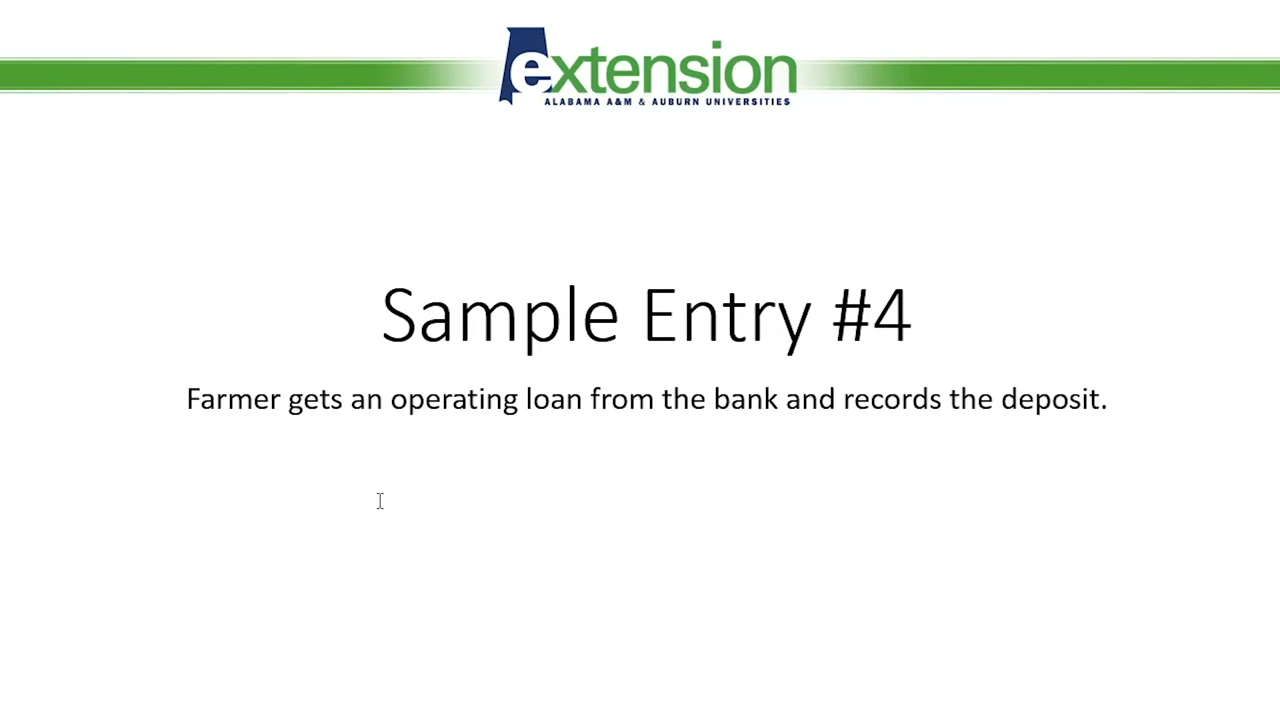 extension
ALABAMA A&M & AUBURN UNIVERSITIES
Sample Entry #4
Farmer gets an operating loan from the bank and records the deposit.